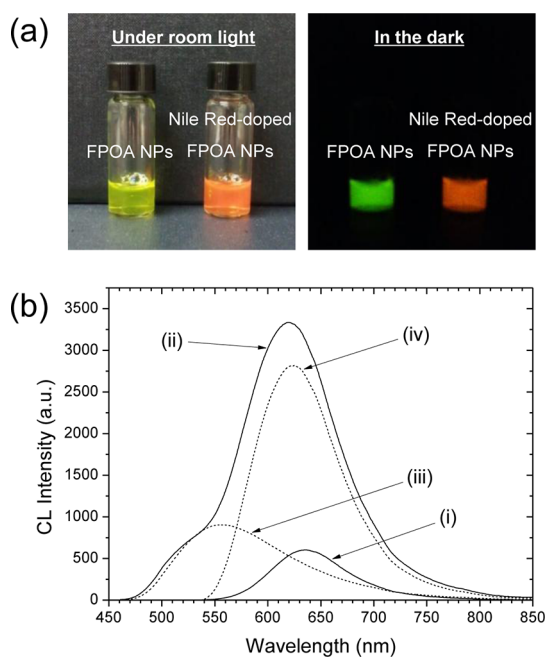 (a)
Under room light
In the dark
Nile Red-doped
FPOA NPs
FPOA NPs
Nile Red-doped
FPOA NPs
FPOA NPs
(b)
3500
3000
2500
2000
1500
1000
500
0
CL Intensity (a.u.)
(ii)
(iv)
(iii)
(i)
450 500 550 600 650 700 750 800 850
Wavelength (nm)